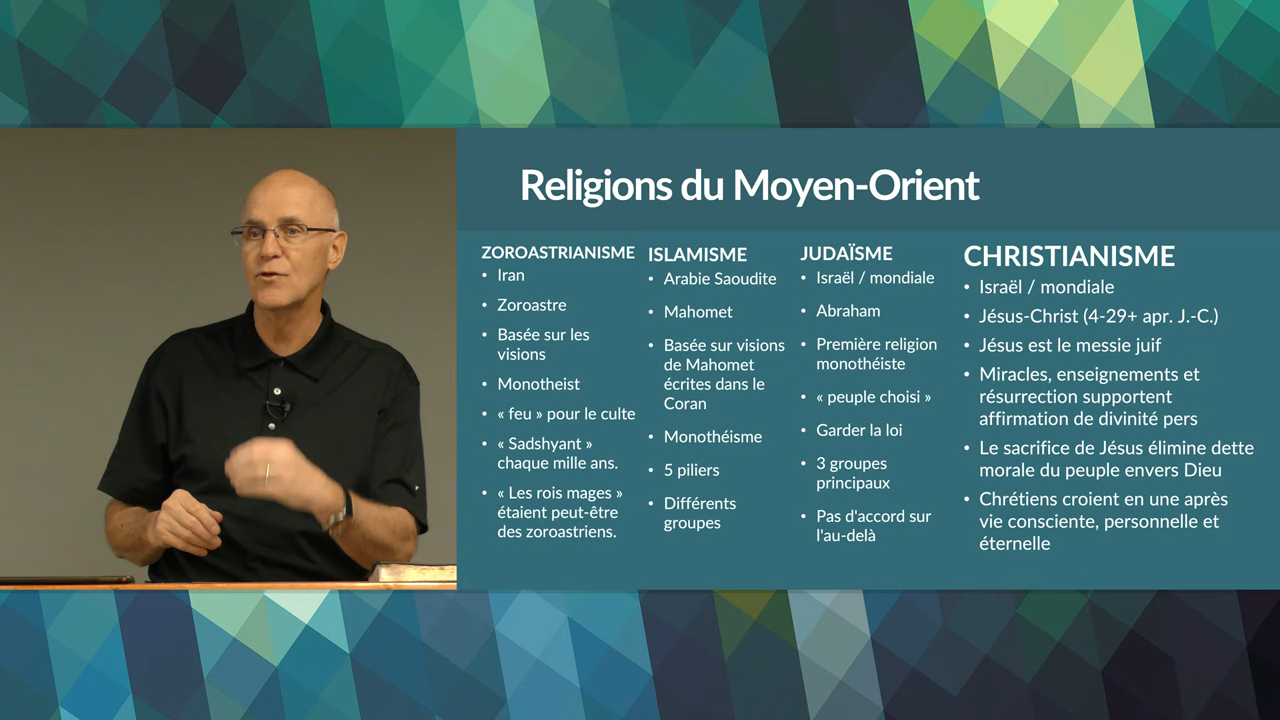 Religions du Moyen-Orient
ZOROASTRIANISME
• Iran
• Zoroastre
• Basée sur les
visions
• Monotheist
• « feu » pour le culte
• « Sadshyant »
chaque mille ans.
• « Les rois mages »
étaient peut-être
des zoroastriens.
ISLAMISME
• Arabie Saoudite
• Mahomet
• Basée sur visions
de Mahomet
écrites dans le
Coran
• Monothéisme
• 5 piliers
• Différents
groupes
JUDAÏSME
• Israël / mondiale
• Abraham
• Première religion
monothéiste
• « peuple choisi »
• Garder la loi
• 3 groupes
principaux
• Pas d'accord sur
l'au-delà
CHRISTIANISME
• Israël / mondiale
• Jésus-Christ (4-29+ apr. J.-C.)
• Jésus est le messie juif
• Miracles, enseignements et
résurrection supportent
affirmation de divinité pers
• Le sacrifice de Jésus élimine dette
morale du peuple envers Dieu
• Chrétiens croient en une après
vie consciente, personnelle et
éternelle